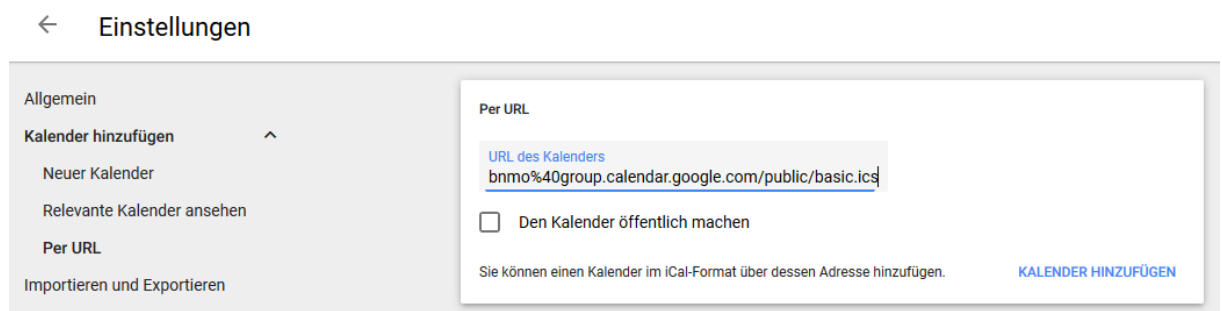 Einstellungen
Allgemein
Kalender hinzufügen
Neuer Kalender
Relevante Kalender ansehen
Per URL
Importieren und Exportieren
Per URL
URL des Kalenders
bnmo%40group.calendar.google.com/public/basic.ics
Den Kalender öffentlich machen
Sie können einen Kalender im iCal-Format über dessen Adresse hinzufügen. KALENDER HINZUFÜGEN